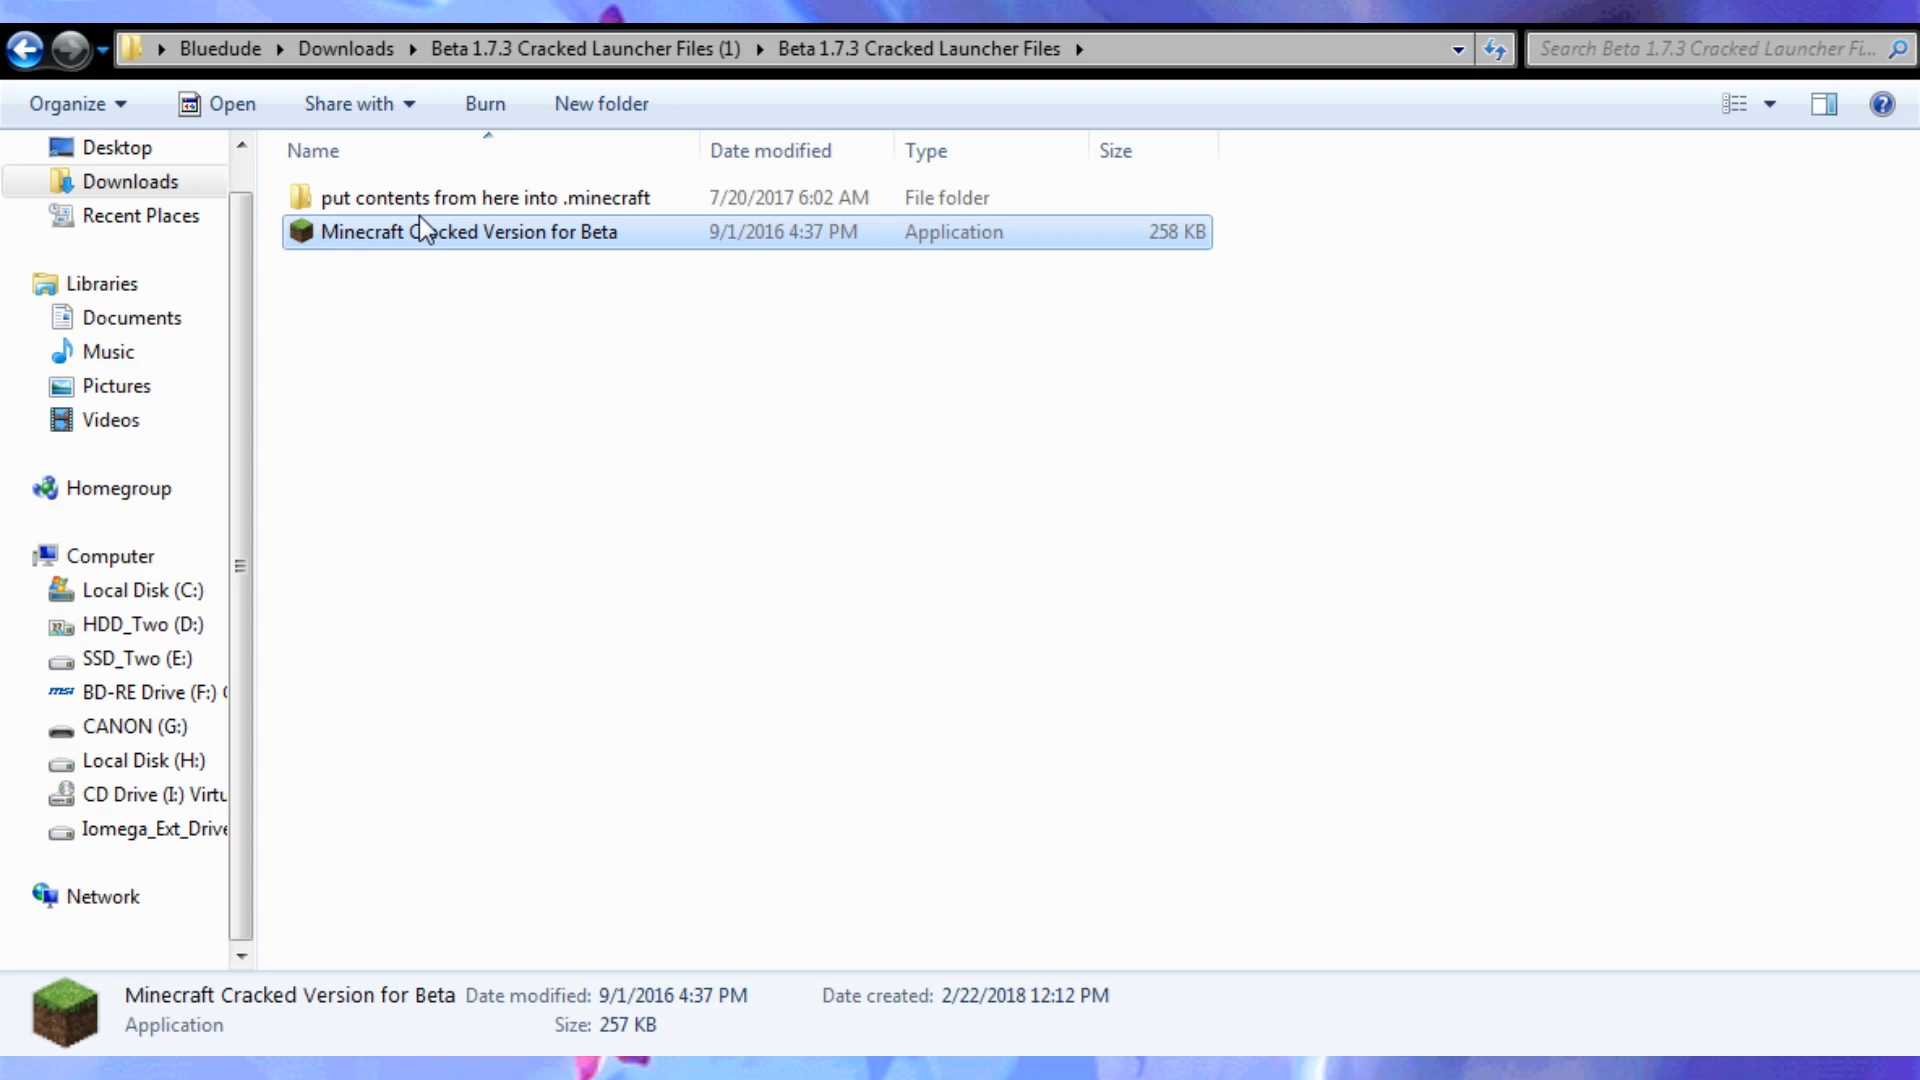 Bluedude Downloads Beta 1.7.3 Cracked Launcher Files (1) Beta 1.7.3 Cracked Launcher Files
Search Beta 1.7.3 Cracked Launcher Fi...
Organize Open Share with Burn New folder
Name Date modified Type Size
put contents from here into .minecraft 7/20/2017 6:02 AM File folder
Minecraft Cracked Version for Beta 9/1/2016 4:37 PM Application 258 KB
Desktop
Downloads
Recent Places
Libraries
Documents
Music
Pictures
Videos
Homegroup
Computer
Local Disk (C:)
HDD_Two (D:)
SSD_Two (E:)
msi BD-RE Drive (F:)
CANON (G:)
Local Disk (H:)
CD Drive (I:) Virtu
Iomega_Ext_Drive
Network
Minecraft Cracked Version for Beta Date modified: 9/1/2016 4:37 PM Date created: 2/22/2018 12:12 PM
Application Size: 257 KB